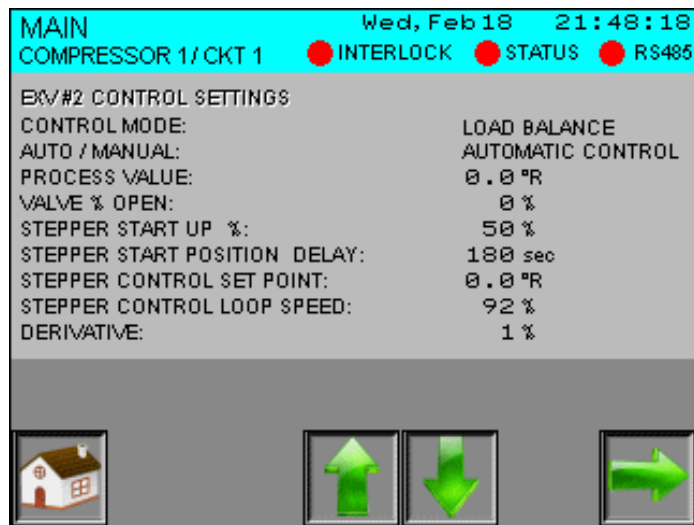 MAIN Wed, Feb 18 21:48:18
COMPRESSOR 1/ CKT 1 INTERLOCK STATUS RS485
EXV#2 CONTROL SETTINGS
CONTROL MODE: LOAD BALANCE
AUTO / MANUAL: AUTOMATIC CONTROL
PROCESS VALUE: 0.0 °R
VALVE % OPEN: 0 %
STEPPER START UP %: 50 %
STEPPER START POSITION DELAY: 180 sec
STEPPER CONTROL SET POINT: 0.0 °R
STEPPER CONTROL LOOP SPEED: 92 %
DERIVATIVE: 1 %